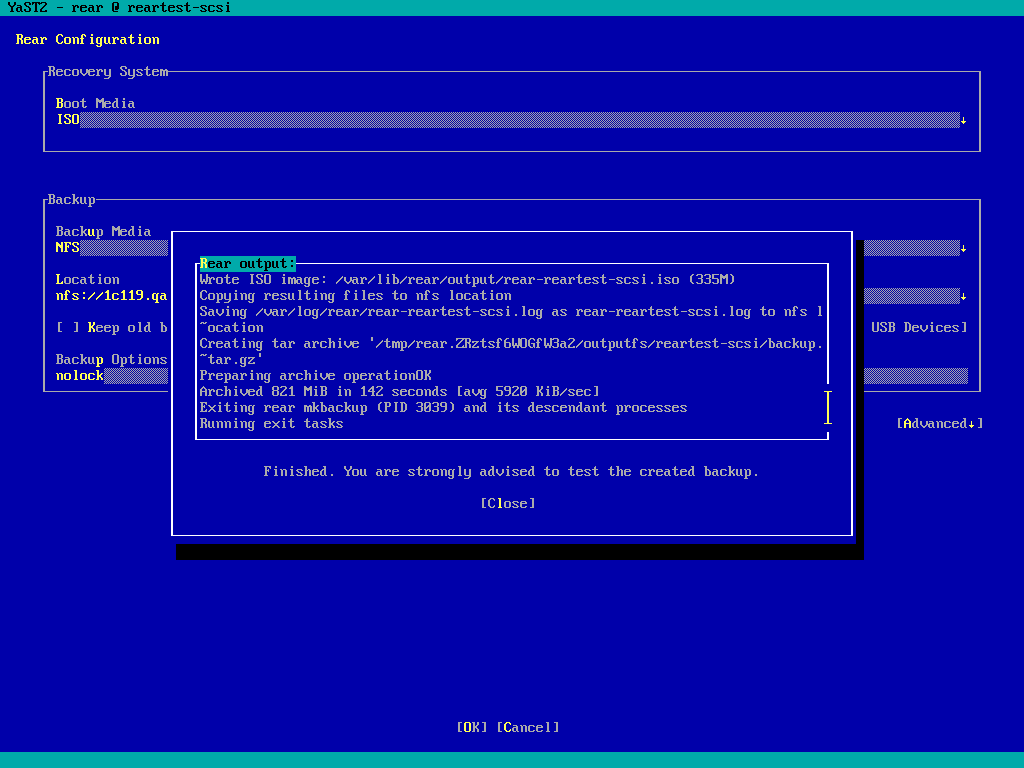 YaST2 - rear @ reartest-scsi
Rear Configuration
Recovery System
Boot Media
ISO↓
Backup
Backup Media
NFS↓
Location
nfs://1c119.qa↓
[ ] Keep old b
USB Devices]
Backup Options
nolock
[Advanced↓]
Rear output:
Wrote ISO image: /var/lib/rear/output/rear-reartest-scsi.iso (335M)
Copying resulting files to nfs location
Saving /var/log/rear/rear-reartest-scsi.log as rear-reartest-scsi.log to nfs l
~ocation
Creating tar archive '/tmp/rear.ZRztsf6WOGfW3a2/outputfs/reartest-scsi/backup.
~tar.gz'
Preparing archive operationOK
Archived 821 MiB in 142 seconds [avg 5920 KiB/sec]
Exiting rear mkbackup (PID 3039) and its descendant processes
Running exit tasks
Finished. You are strongly advised to test the created backup.
[Close]
[OK] [Cancel]